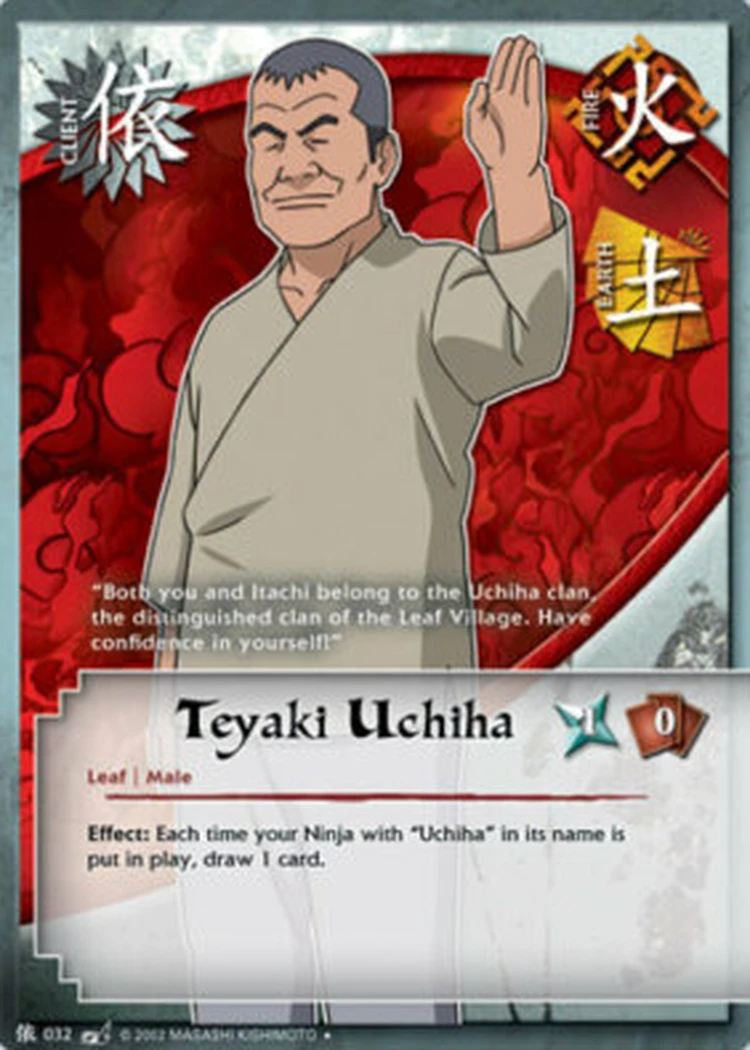 CLIENT
依
FIRE
火
EARTH
土
"Both you and Itachi belong to the Uchiha clan,
the distinguished clan of the Leaf Village. Have
confidence in yourself!"
Teyaki Uchiha
1
0
Leaf | Male
Effect: Each time your Ninja with "Uchiha" in its name is
put in play, draw 1 card.
依 032 © 2002 MASASHI KISHIMOTO